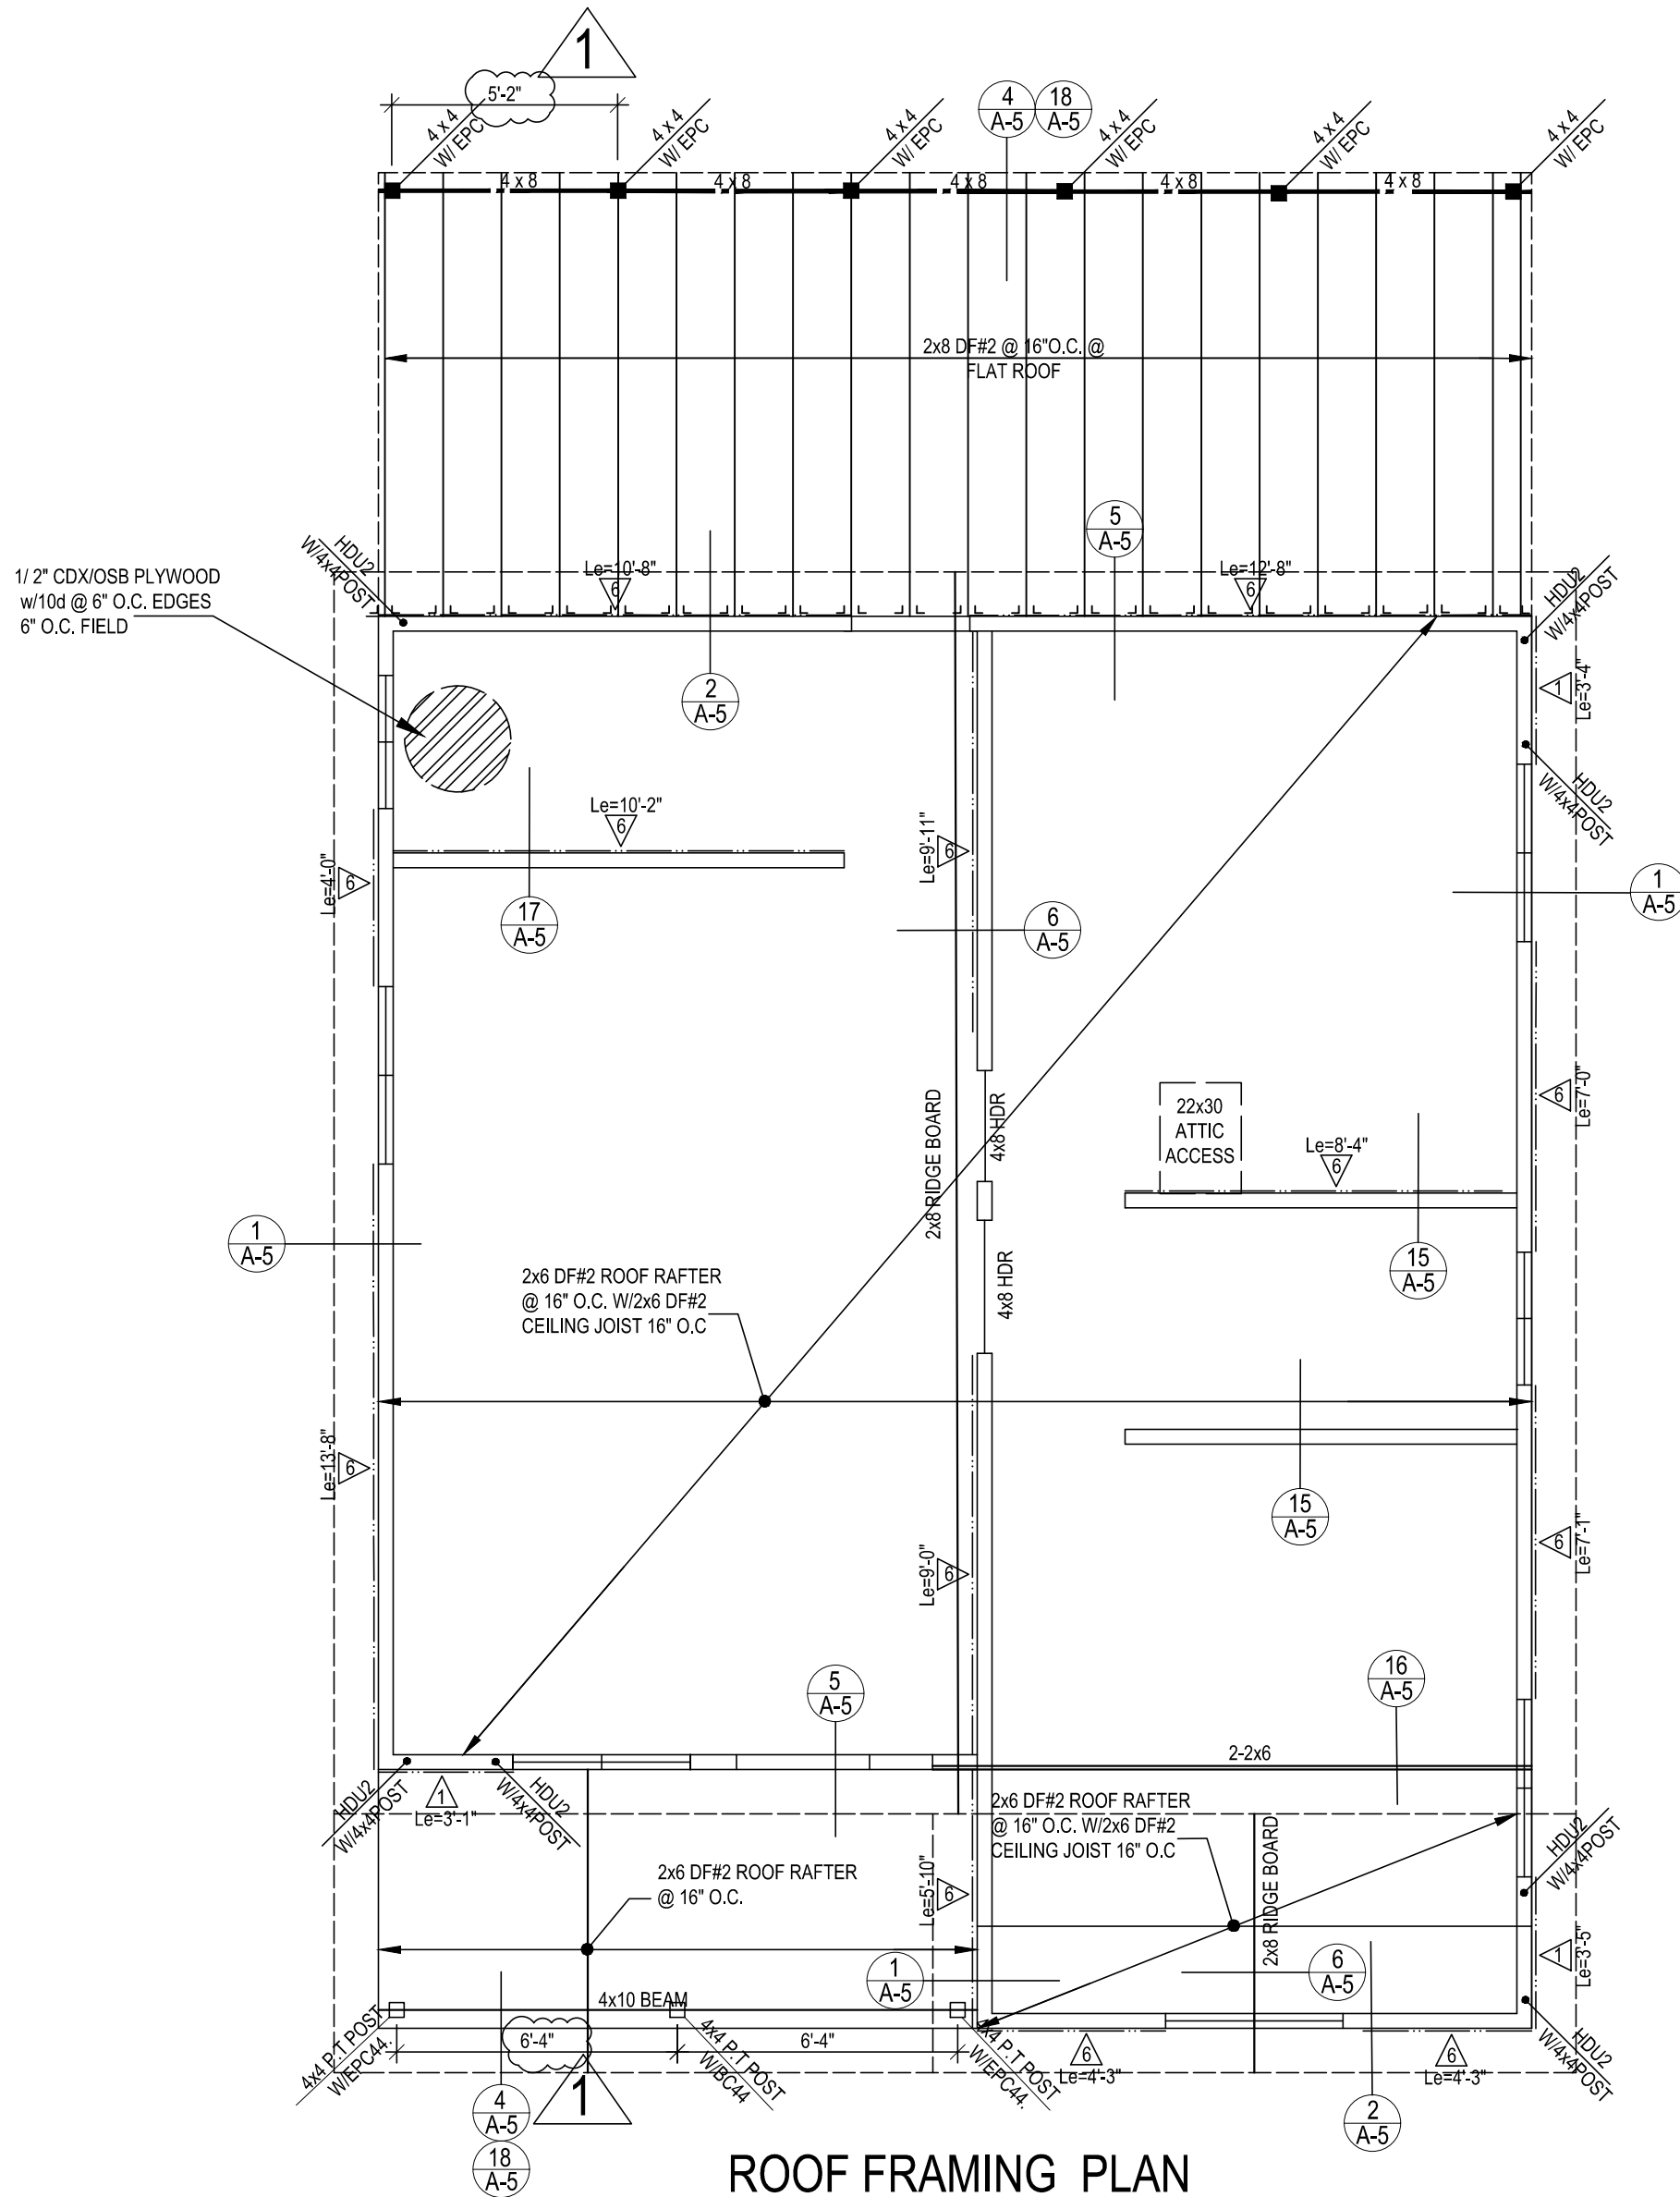 1
5'-2"
4 x 4
W/ EPC
4 x 4
W/ EPC
4 x 4
W/ EPC
4
A-5
18
A-5
4 x 4
W/ EPC
4 x 4
W/ EPC
4 x 4
W/ EPC
4 x 8
4 x 8
4 x 8
4 x 8
4 x 8
2x8 DF#2 @ 16"O.C. @
FLAT ROOF
5
A-5
HDU2
W/4x4POST
Le=10'-8"
6
Le=12'-8"
6
HDU2
W/4x4POST
1/ 2" CDX/OSB PLYWOOD
w/10d @ 6" O.C. EDGES
6" O.C. FIELD
2
A-5
1
Le=3'-4"
HDU2
W/4x4POST
Le=10'-2"
6
Le=4'-0"
6
Le=9'-11"
6
17
A-5
6
A-5
1
A-5
22x30
ATTIC
ACCESS
Le=8'-4"
6
6
Le=7'-0"
2x8 RIDGE BOARD
4x8 HDR
1
A-5
15
A-5
4x8 HDR
2x6 DF#2 ROOF RAFTER
@ 16" O.C. W/2x6 DF#2
CEILING JOIST 16" O.C
Le=13'-8"
6
15
A-5
6
Le=7'-1"
Le=9'-0"
6
5
A-5
16
A-5
2-2x6
HDU2
W/4x4POST
1
Le=3'-1"
HDU2
W/4x4POST
2x6 DF#2 ROOF RAFTER
@ 16" O.C. W/2x6 DF#2
CEILING JOIST 16" O.C
2x8 RIDGE BOARD
HDU2
W/4x4POST
2x6 DF#2 ROOF RAFTER
@ 16" O.C.
Le=5'-10"
6
1
Le=3'-5"
1
A-5
6
A-5
4x10 BEAM
6'-4"
6'-4"
4x4 P.T POST
W/EPC44.
4x4 P.T POST
W/BC44
4x4 P.T POST
W/EPC44.
6
Le=4'-3"
6
Le=4'-3"
HDU2
W/4x4POST
1
4
A-5
18
A-5
2
A-5
ROOF FRAMING PLAN